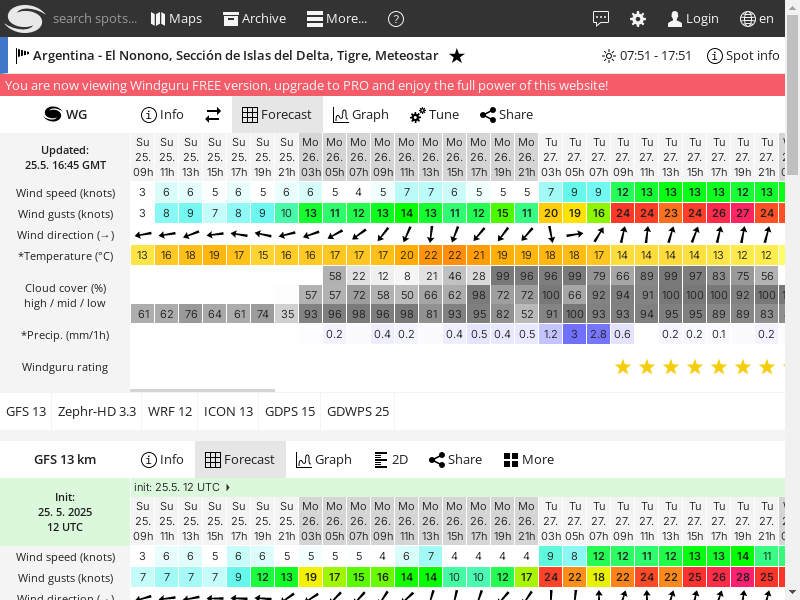 search spots...
Maps
Archive
More...
?
Login
en
Argentina - El Nonono, Sección de Islas del Delta, Tigre, Meteostar
07:51 - 17:51
Spot info
You are now viewing Windguru FREE version, upgrade to PRO and enjoy the full power of this website!
WG
Info
Forecast
Graph
Tune
Share
Updated:
25.5. 16:45 GMT
Su Su Su Su Su Su Su Mo Mo Mo Mo Mo Mo Mo Mo Mo Mo Tu Tu Tu Tu Tu Tu Tu Tu Tu Tu
25. 25. 25. 25. 25. 25. 25. 26. 26. 26. 26. 26. 26. 26. 26. 26. 26. 27. 27. 27. 27. 27. 27. 27. 27. 27. 27.
09h 11h 13h 15h 17h 19h 21h 03h 05h 07h 09h 11h 13h 15h 17h 19h 21h 03h 05h 07h 09h 11h 13h 15h 17h 19h 21h
Wind speed (knots) 3 6 6 5 6 5 6 6 5 4 5 7 7 6 5 5 5 7 9 9 12 13 13 13 13 12 13
Wind gusts (knots) 3 8 9 7 8 9 10 13 11 12 13 14 13 11 12 15 11 20 19 16 24 24 23 24 26 27 24
Wind direction (→)
*Temperature (°C) 13 16 18 19 17 15 16 16 17 17 17 20 22 22 21 19 19 18 18 17 14 14 14 14 13 12 12
Cloud cover (%)
high / mid / low
58 22 12 8 21 46 28 99 96 96 99 79 66 89 99 97 83 75 56
57 57 72 58 50 66 62 98 72 72 100 66 92 94 91 100 100 100 92 100
61 62 76 64 61 74 35 93 96 98 96 98 81 93 95 82 52 91 100 93 93 94 95 95 89 89 83
*Precip. (mm/1h) 0.2 0.4 0.2 0.4 0.5 0.4 0.5 1.2 3 2.8 0.6 0.2 0.2 0.1 0.2
Windguru rating
GFS 13
Zephr-HD 3.3
WRF 12
ICON 13
GDPS 15
GDWPS 25
GFS 13 km
Info
Forecast
Graph
2D
Share
More
Init:
25. 5. 2025
12 UTC
init: 25.5. 12 UTC
Su Su Su Su Su Su Su Mo Mo Mo Mo Mo Mo Mo Mo Mo Mo Tu Tu Tu Tu Tu Tu Tu Tu Tu Tu
25. 25. 25. 25. 25. 25. 25. 26. 26. 26. 26. 26. 26. 26. 26. 26. 26. 27. 27. 27. 27. 27. 27. 27. 27. 27. 27.
09h 11h 13h 15h 17h 19h 21h 03h 05h 07h 09h 11h 13h 15h 17h 19h 21h 03h 05h 07h 09h 11h 13h 15h 17h 19h 21h
Wind speed (knots) 3 6 6 5 6 6 5 5 5 5 4 6 7 4 4 4 4 9 8 12 12 11 12 13 13 14 11
Wind gusts (knots) 7 7 7 7 9 12 13 19 17 15 16 14 14 10 10 12 17 24 22 18 22 24 22 25 26 28 25
Wind direction (→)